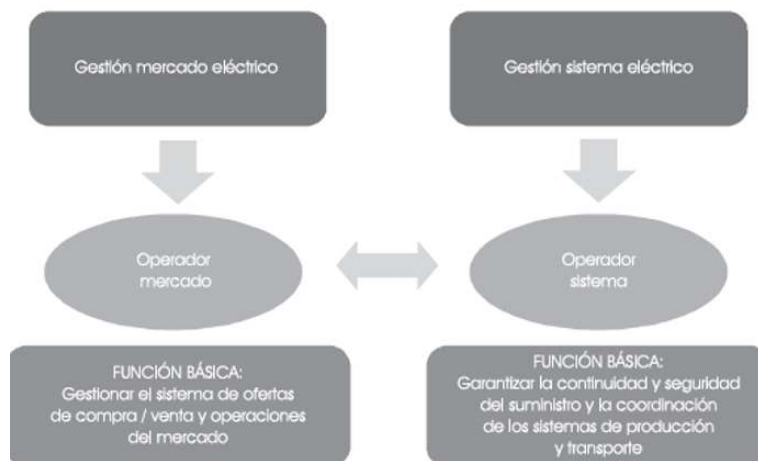 Gestión mercado eléctrico
Gestión sistema eléctrico
Operador
mercado
Operador
sistema
FUNCIÓN BÁSICA:
Gestionar el sistema de ofertas
de compra / venta y operaciones
del mercado
FUNCIÓN BÁSICA:
Garantizar la continuidad y seguridad
del suministro y la coordinación
de los sistemas de producción
y transporte